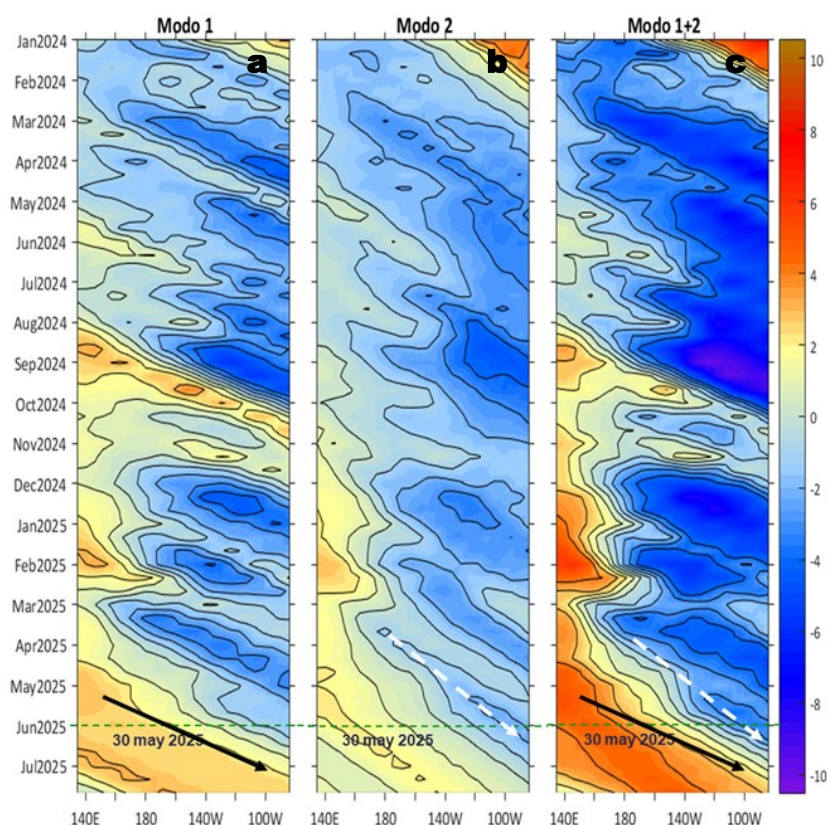 Modo 1 Modo 2 Modo 1+2
a b c
Jan2024
Feb2024
Mar2024
Apr2024
May2024
Jun2024
Jul2024
Aug2024
Sep2024
Oct2024
Nov2024
Dec2024
Jan2025
Feb2025
Mar2025
Apr2025
May2025
Jun2025
Jul2025
30 may 2025 30 may 2025 30 may 2025
140E 180 140W 100W 140E 180 140W 100W 140E 180 140W 100W
10
8
6
4
2
0
-2
-4
-6
-8
-10